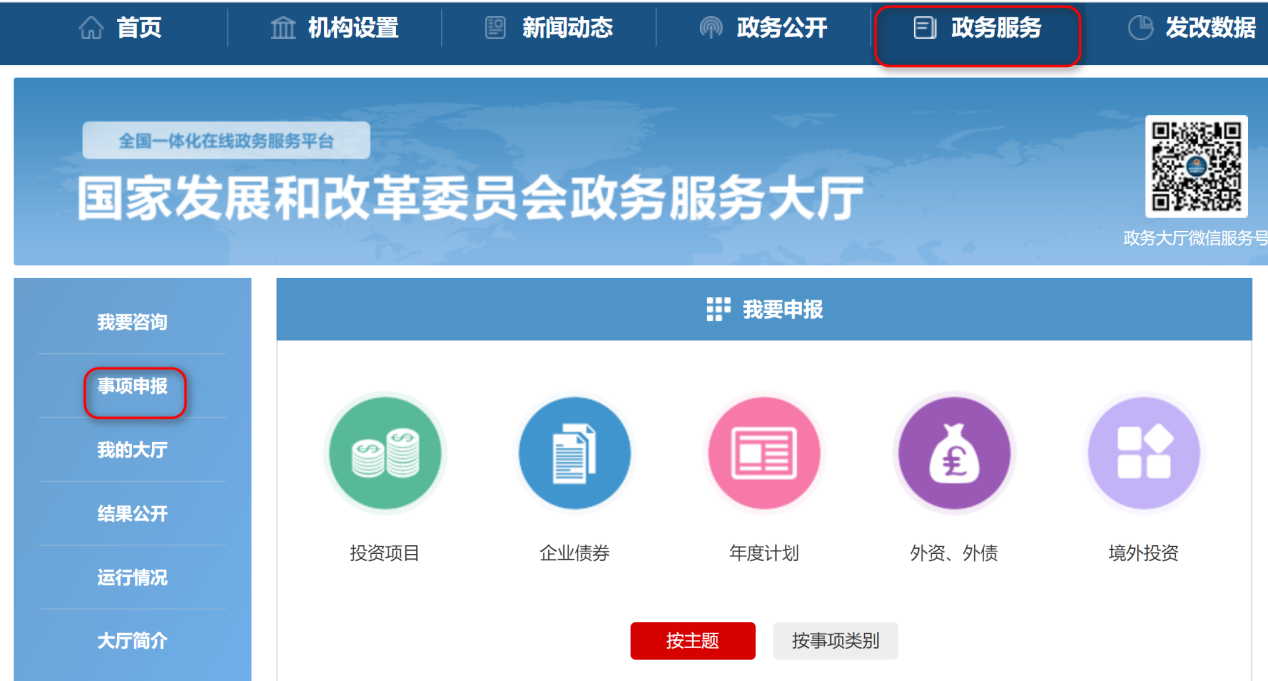 首页 机构设置 新闻动态 政务公开 政务服务 发改数据
全国一体化在线政务服务平台
国家发展和改革委员会政务服务大厅
政务大厅微信服务号
我要咨询
事项申报
我的大厅
结果公开
运行情况
大厅简介
我要申报
投资项目 企业债券 年度计划 外资、外债 境外投资
按主题 按事项类别